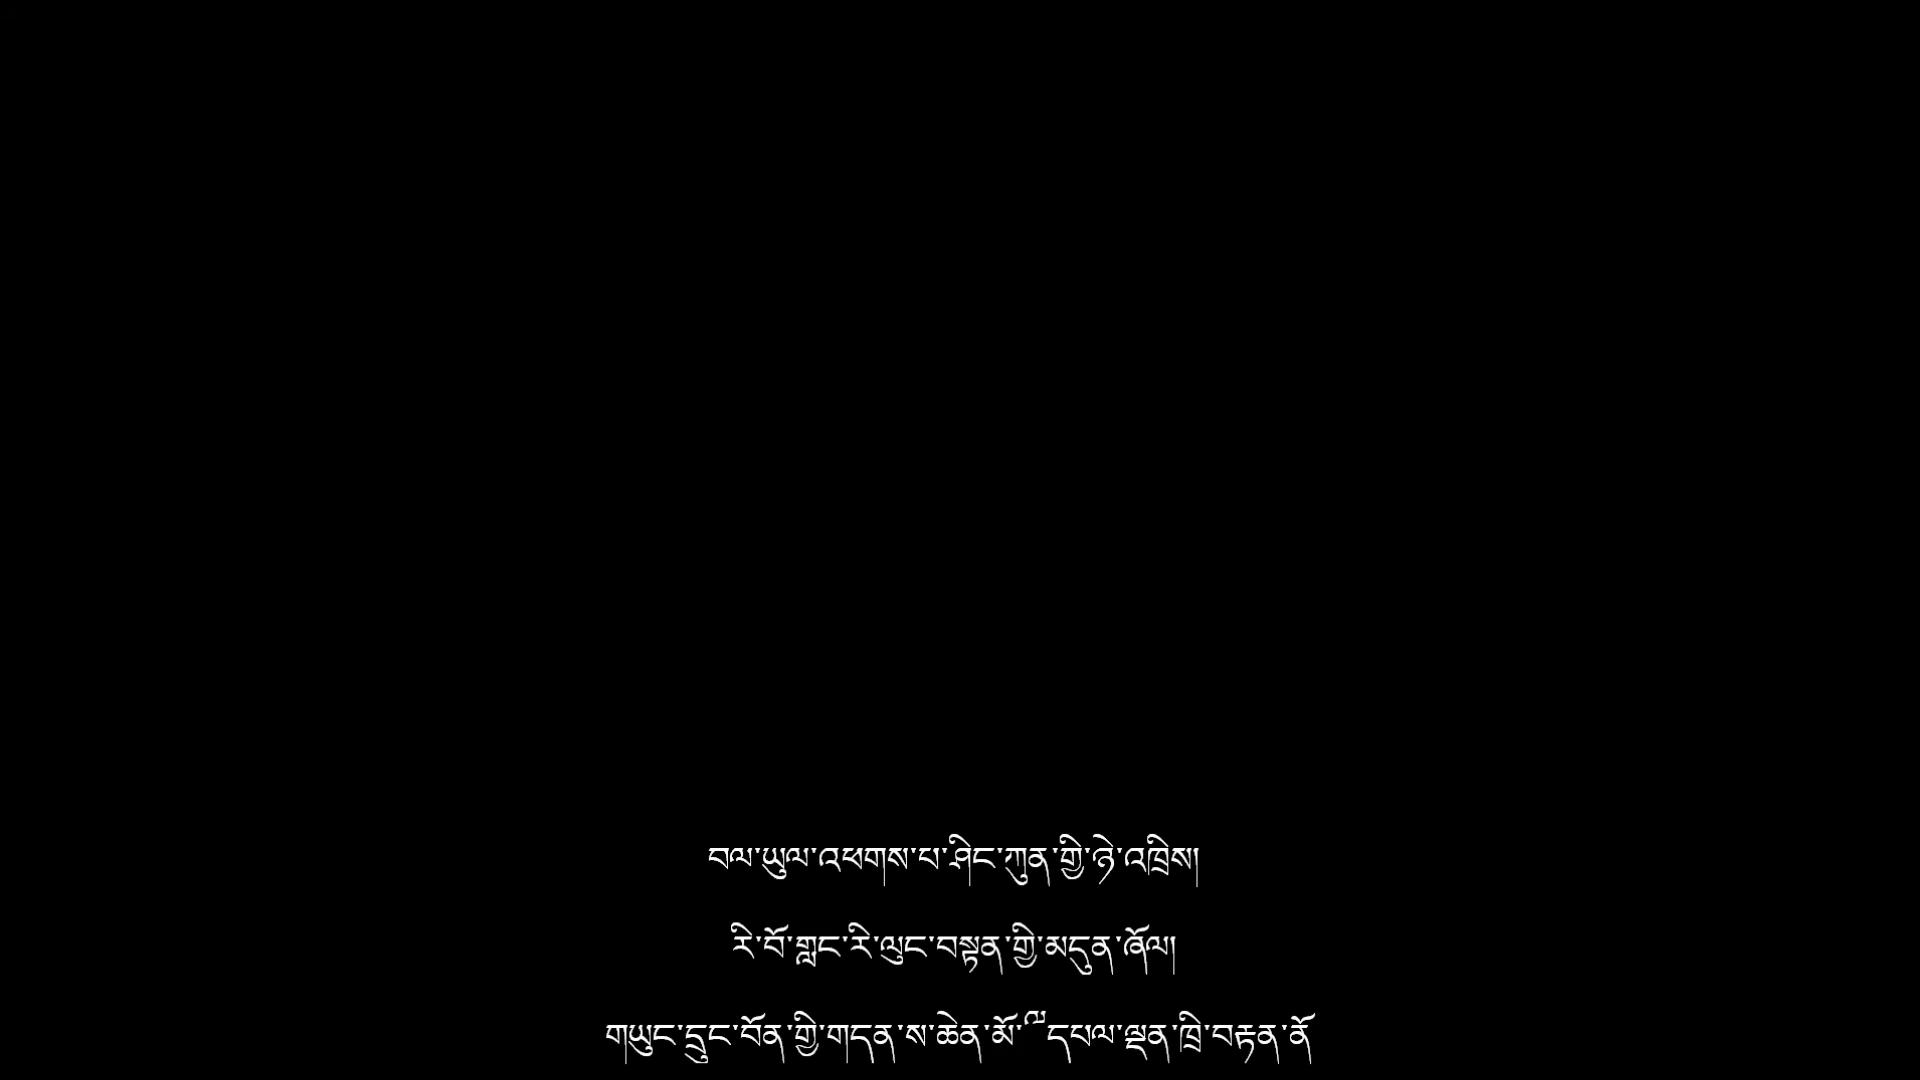 བལ་ཡུལ་འཕགས་པ་ཤིང་ཀུན་གྱི་ཉེ་འཁྲིས།
རི་བོ་གླང་རི་ལུང་བསྟན་གྱི་མདུན་ཞོལ།
གཡུང་དྲུང་བོན་གྱི་གདན་ས་ཆེན་མོ་༸དཔལ་ལྡན་ཁྲི་བརྟན་ནོ